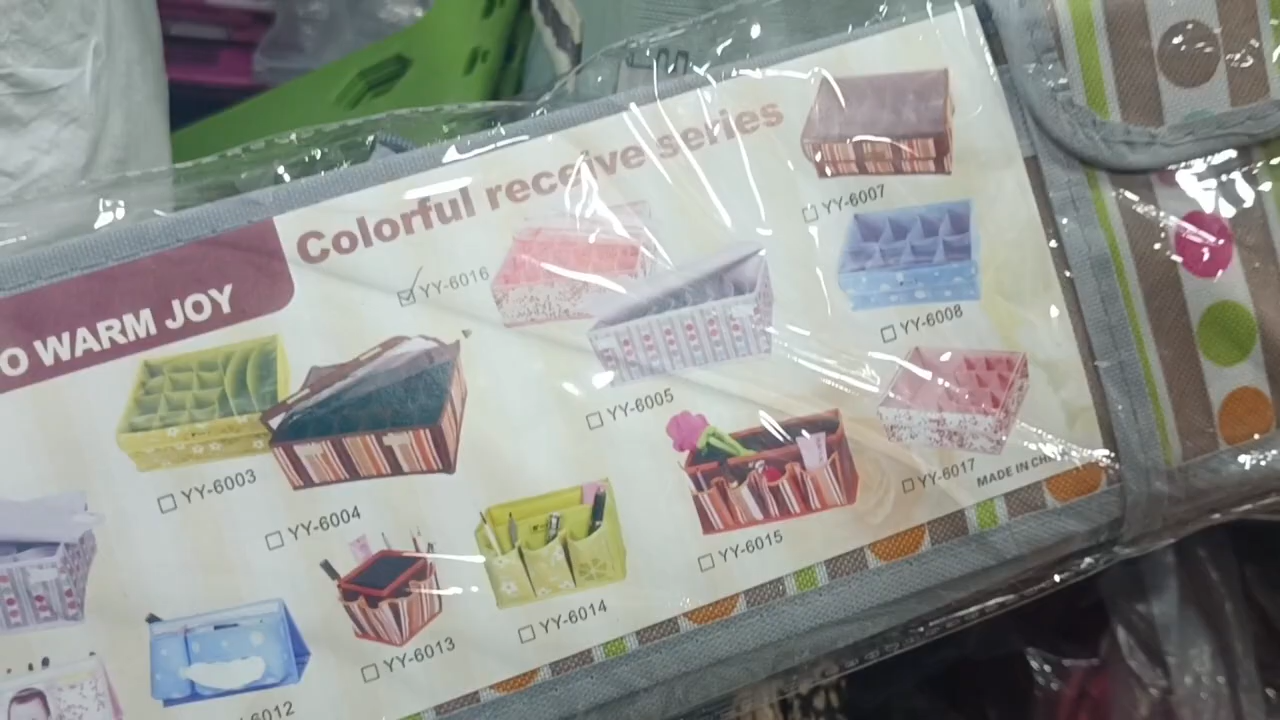 Colorful receive series
O WARM JOY
YY-6007
YY-6016
YY-6008
YY-6005
YY-6003
YY-6004
YY-6017
MADE IN
YY-6015
YY-6014
YY-6013
6012